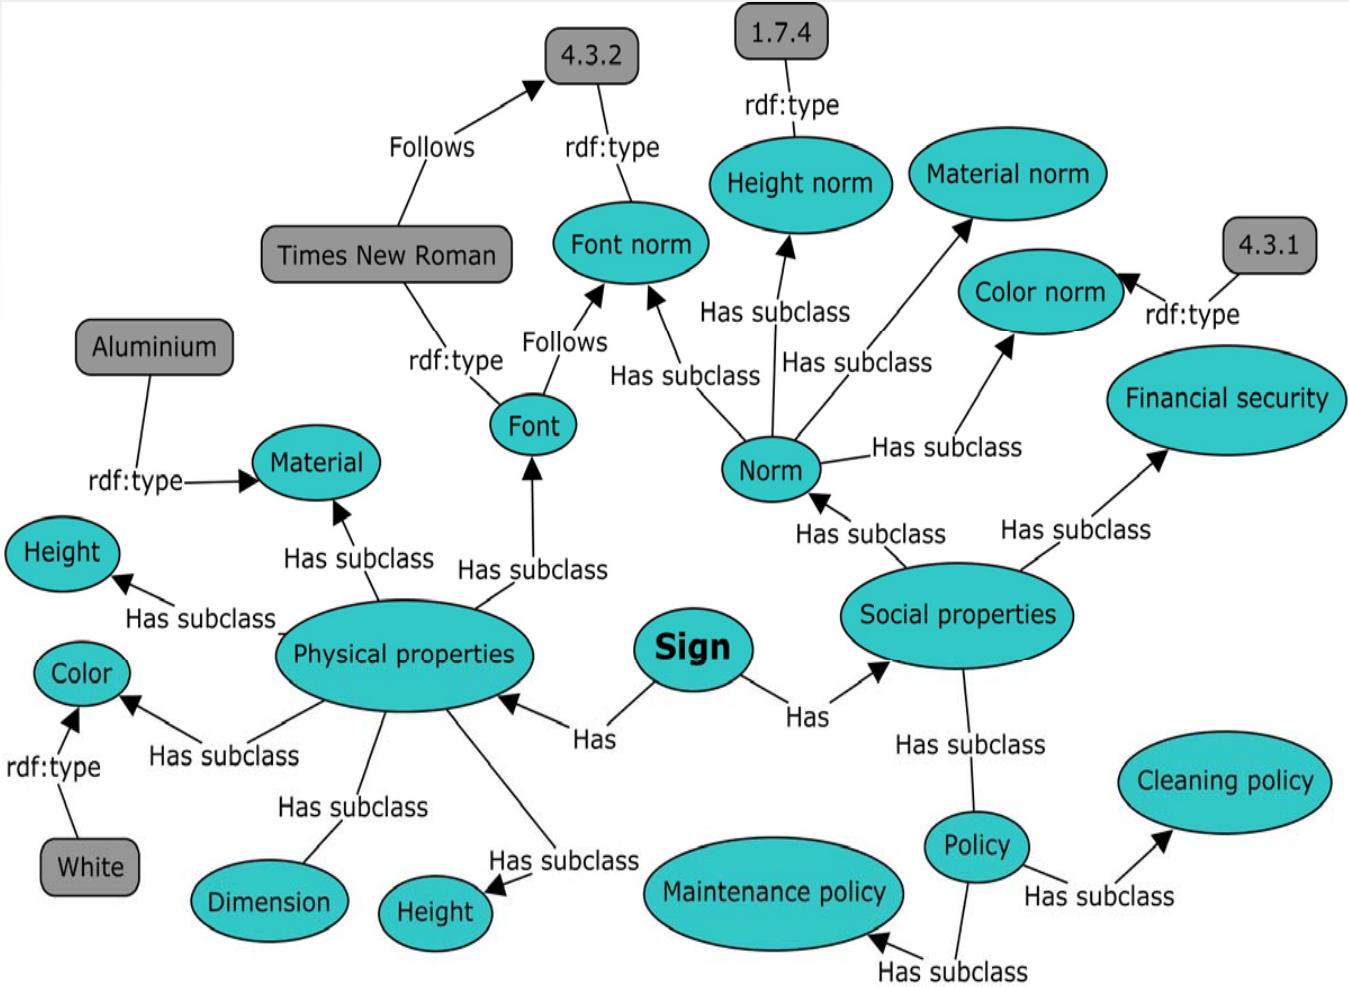 1.7.4
4.3.2
rdf:type
Follows
rdf:type
Material norm
Height norm
Times New Roman
Font norm
4.3.1
Color norm
Has subclass
rdf:type
Follows
Aluminium
rdf:type
Has subclass
Has subclass
Financial security
Font
Has subclass
Material
Norm
rdf:type
Has subclass
Has subclass
Height
Has subclass
Has subclass
Has subclass
Social properties
Sign
Physical properties
Color
Has
Has
Has subclass
Has subclass
rdf:type
Cleaning policy
Has subclass
Policy
Has subclass
White
Maintenance policy
Has subclass
Dimension
Height
Has subclass